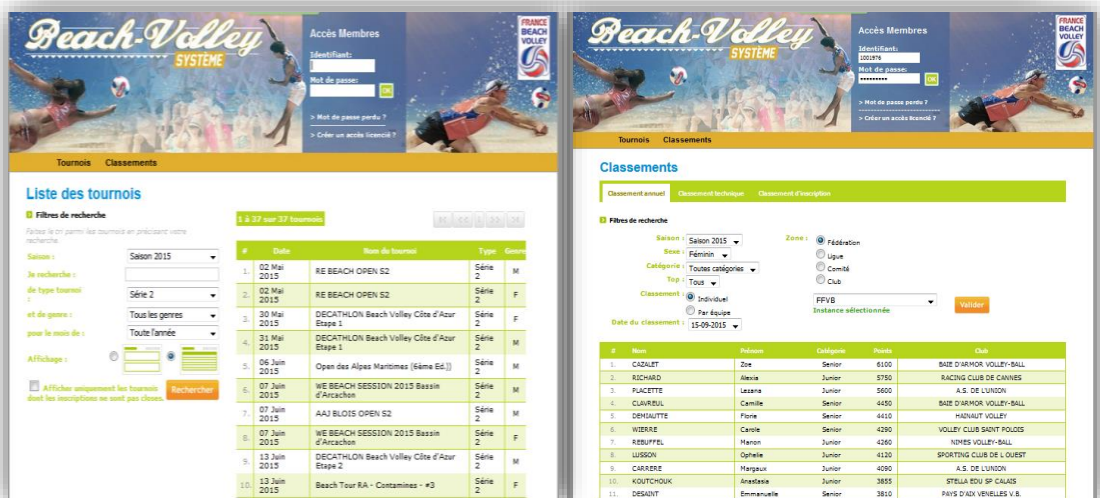 Beach-Volley
SYSTÈME
Accès Membres
Identifiant:
Mot de passe:
OK
> Mot de passe perdu ?
> Créer un accès licencié ?
FRANCE
BEACH
VOLLEY
Tournois Classements
Liste des tournois
Filtres de recherche
Faites le tri parmi les tournois en précisant votre
recherche.
Saison : Saison 2015
Je recherche :
de type tournoi
: Série 2
et de genre : Tous les genres
pour le mois de : Toute l'année
Affichage :
Afficher uniquement les tournois
dont les inscriptions ne sont pas closes.
Rechercher
1 à 37 sur 37 tournois
# Date Nom du tournoi Type Genre
1. 02 Mai 2015 RE BEACH OPEN S2 Série 2 M
2. 02 Mai 2015 RE BEACH OPEN S2 Série 2 F
3. 30 Mai 2015 DECATHLON Beach Volley Côte d'Azur Etape 1 Série 2 F
4. 31 Mai 2015 DECATHLON Beach Volley Côte d'Azur Etape 1 Série 2 M
5. 06 Juin 2015 Open des Alpes Maritimes (6ème Ed.)) Série 2 M
6. 07 Juin 2015 WE BEACH SESSION 2015 Bassin d'Arcachon Série 2 M
7. 07 Juin 2015 AAJ BLOIS OPEN S2 Série 2 M
8. 07 Juin 2015 WE BEACH SESSION 2015 Bassin d'Arcachon Série 2 F
9. 13 Juin 2015 DECATHLON Beach Volley Côte d'Azur Etape 2 Série 2 M
10. 13 Juin 2015 Beach Tour RA - Contamines - #3 Série 2 F
Beach-Volley
SYSTÈME
Accès Membres
Identifiant:
1001976
Mot de passe:
OK
> Mot de passe perdu ?
> Créer un accès licencié ?
FRANCE
BEACH
VOLLEY
Tournois Classements
Classements
Classement annuel Classement technique Classement d'inscription
Filtres de recherche
Saison : Saison 2015
Sexe : Féminin
Catégorie : Toutes catégories
Top : Tous
Classement : Individuel
Par équipe
Date du classement : 15-09-2015
Zone : Fédération
Ligue
Comité
Club
FFVB
Instance sélectionnée
Valider
# Nom Prénom Catégorie Points Club
1. CAZALET Zoe Senior 6100 BAIE D'ARMOR VOLLEY-BALL
2. RICHARD Alexia Junior 5750 RACING CLUB DE CANNES
3. PLACETTE Lezana Junior 5600 A.S. DE L'UNION
4. CLAVREUL Camille Senior 4450 BAIE D'ARMOR VOLLEY-BALL
5. DEMIAUTTE Florie Senior 4410 HAINAUT VOLLEY
6. WIERRE Carole Senior 4290 VOLLEY CLUB SAINT POLOIS
7. REBUFFEL Manon Junior 4260 NIMES VOLLEY-BALL
8. LUSSON Ophelie Junior 4120 SPORTING CLUB DE L OUEST
9. CARRERE Margaux Junior 4090 A.S. DE L'UNION
10. KOUTCHOUK Anastasia Junior 3855 STELLA EDU SP CALAIS
11. DESAINT Emmanuelle Senior 3810 PAYS D'AIX VENELLES V.B.